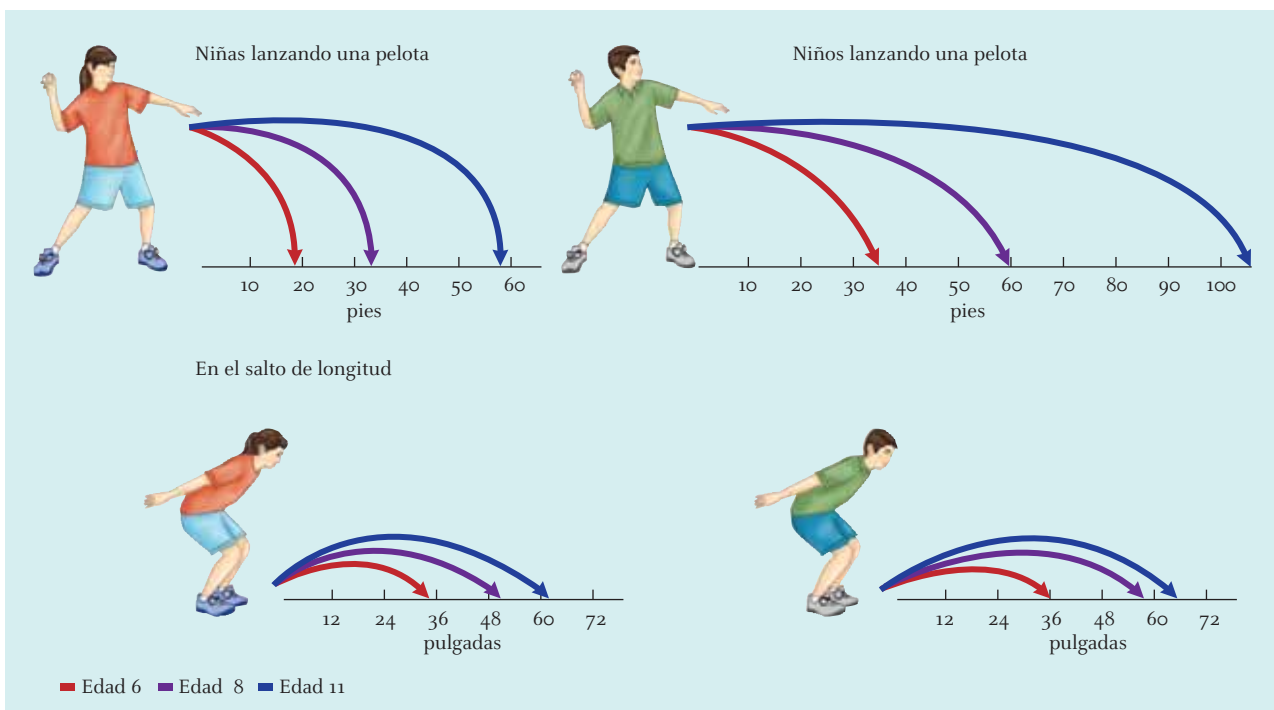 Niñas lanzando una pelota
10 20 30 40 50 60
pies
Niños lanzando una pelota
10 20 30 40 50 60 70 80 90 100
pies
En el salto de longitud
12 24 36 48 60 72
pulgadas
12 24 36 48 60 72
pulgadas
Edad 6 Edad 8 Edad 11